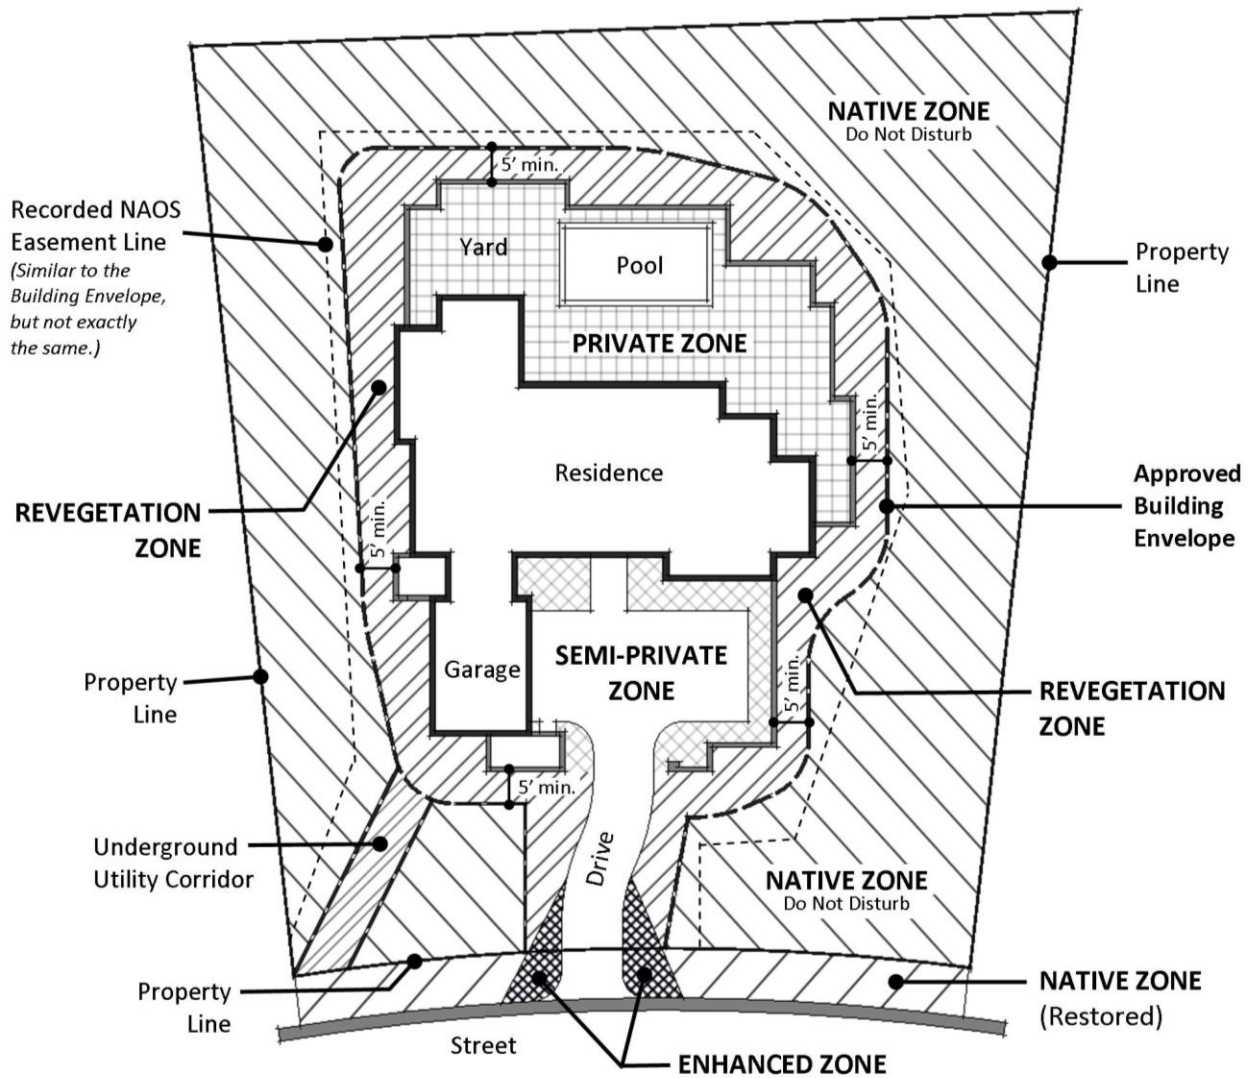 NATIVE ZONE
Do Not Disturb
5’ min.
Recorded NAOS
Easement Line
(Similar to the
Building Envelope,
but not exactly
the same.)
Yard
Pool
Property
Line
PRIVATE ZONE
5’ min.
Residence
Approved
Building
Envelope
REVEGETATION
ZONE
5’ min.
SEMI-PRIVATE
ZONE
Garage
5’ min.
Property
Line
REVEGETATION
ZONE
5’ min.
Drive
Underground
Utility Corridor
NATIVE ZONE
Do Not Disturb
Property
Line
NATIVE ZONE
(Restored)
Street
ENHANCED ZONE